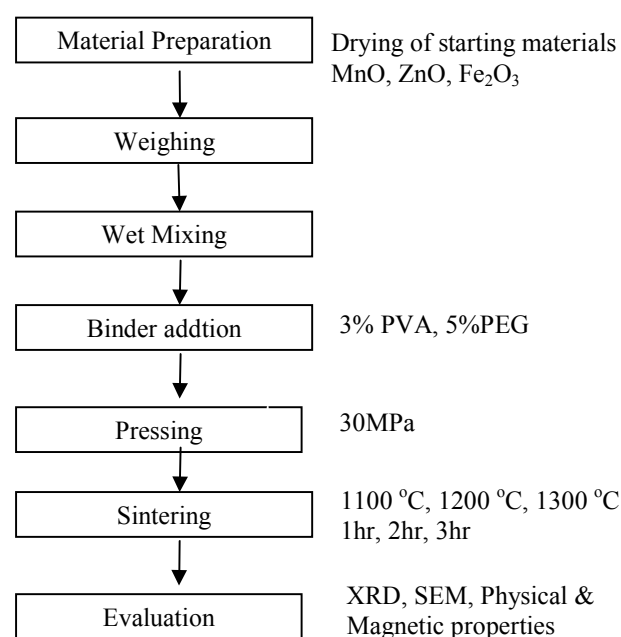 Material Preparation
Drying of starting materials
MnO, ZnO, Fe₂O₃
Weighing
Wet Mixing
Binder addtion
3% PVA, 5%PEG
Pressing
30MPa
Sintering
1100 °C, 1200 °C, 1300 °C
1hr, 2hr, 3hr
Evaluation
XRD, SEM, Physical &
Magnetic properties